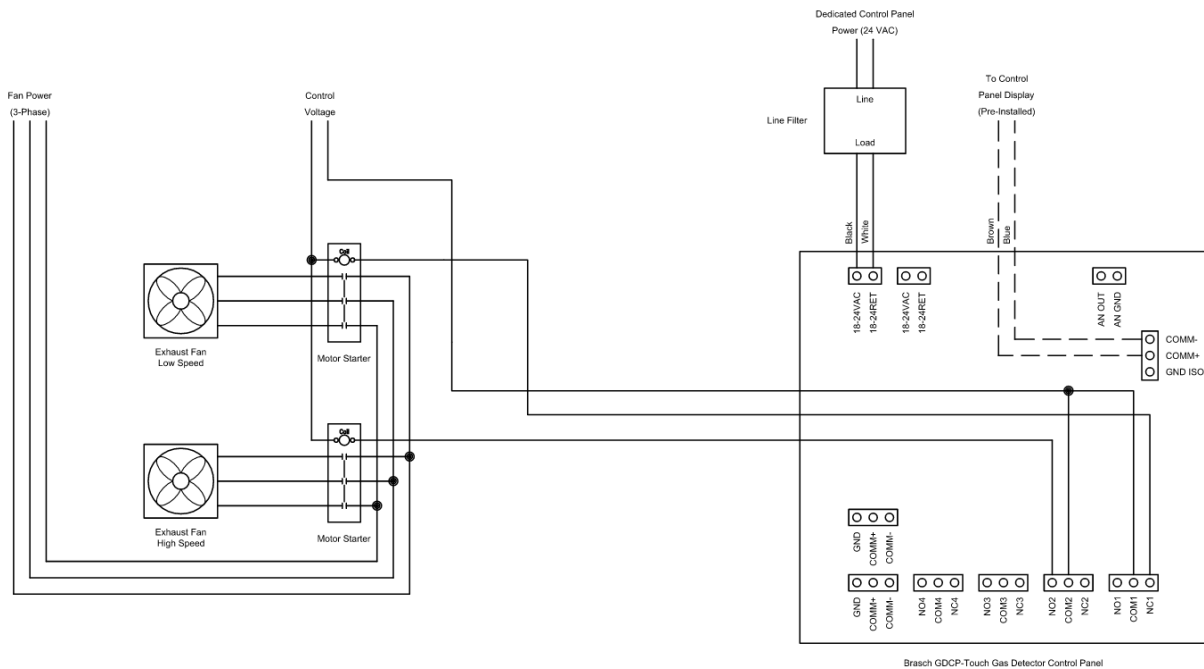 Dedicated Control Panel
Power (24 VAC)
Fan Power
(3-Phase)
Control
Voltage
To Control
Panel Display
(Pre-Installed)
Line Filter
Line
Load
Black
White
Brown
Blue
Coil
Exhaust Fan
Low Speed
Motor Starter
18-24VAC
18-24RET
18-24VAC
18-24RET
AN OUT
AN GND
COMM-
COMM+
GND ISO
Coil
Exhaust Fan
High Speed
Motor Starter
GND
COMM+
COMM-
GND
COMM+
COMM-
NO4
COM4
NC4
NO3
COM3
NC3
NO2
COM2
NC2
NO1
COM1
NC1
Brasch GDCP-Touch Gas Detector Control Panel